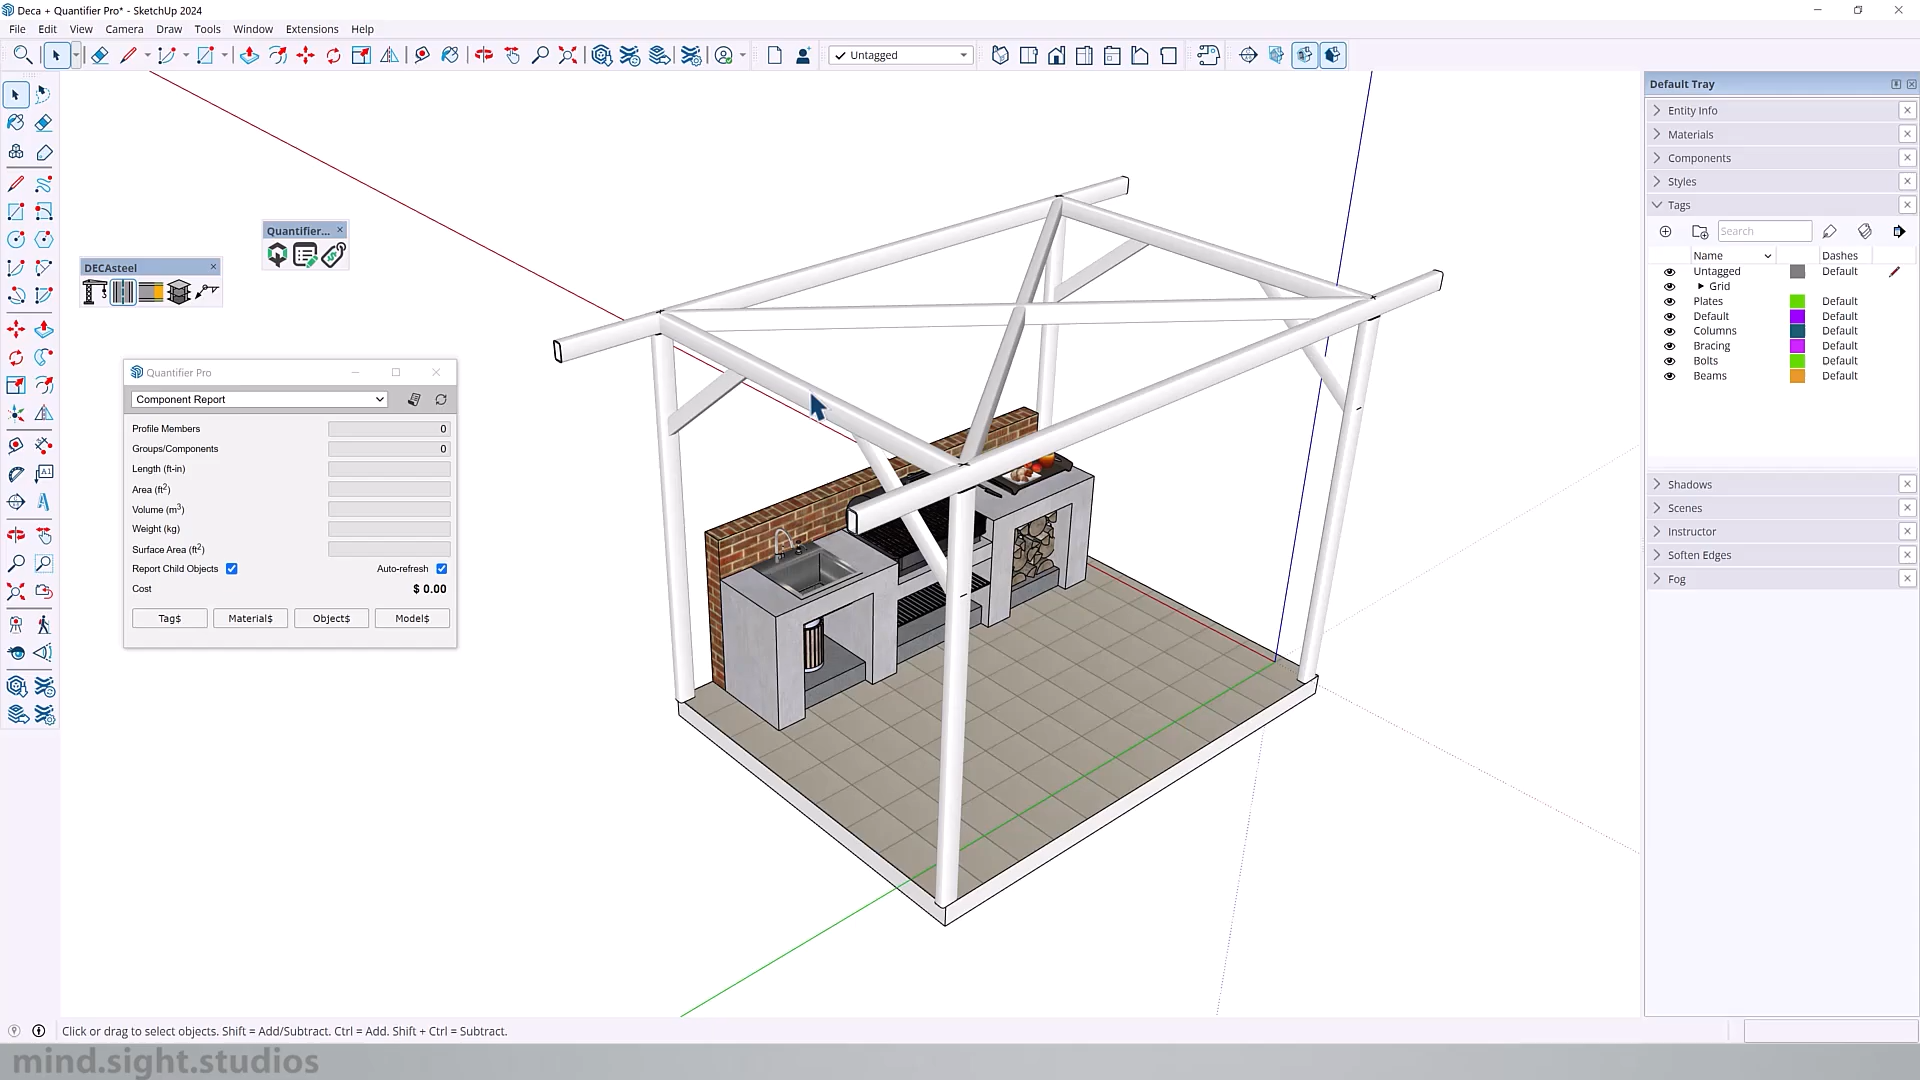 Deca + Quantifier Pro* - SketchUp 2024
File Edit View Camera Draw Tools Window Extensions Help
Untagged
Default Tray
Entity Info
Materials
Components
Styles
Tags
Search
Name Dashes
Untagged Default
Grid
Plates Default
Default Default
Columns Default
Bracing Default
Bolts Default
Beams Default
Shadows
Scenes
Instructor
Soften Edges
Fog
Quantifier...
DECAsteel
Quantifier Pro
Component Report
Profile Members 0
Groups/Components 0
Length (ft-in)
Area (ft²)
Volume (m³)
Weight (kg)
Surface Area (ft²)
Report Child Objects Auto-refresh
Cost $ 0.00
Tag$ Material$ Object$ Model$
Click or drag to select objects. Shift = Add/Subtract. Ctrl = Add. Shift + Ctrl = Subtract.
mind.sight.studios